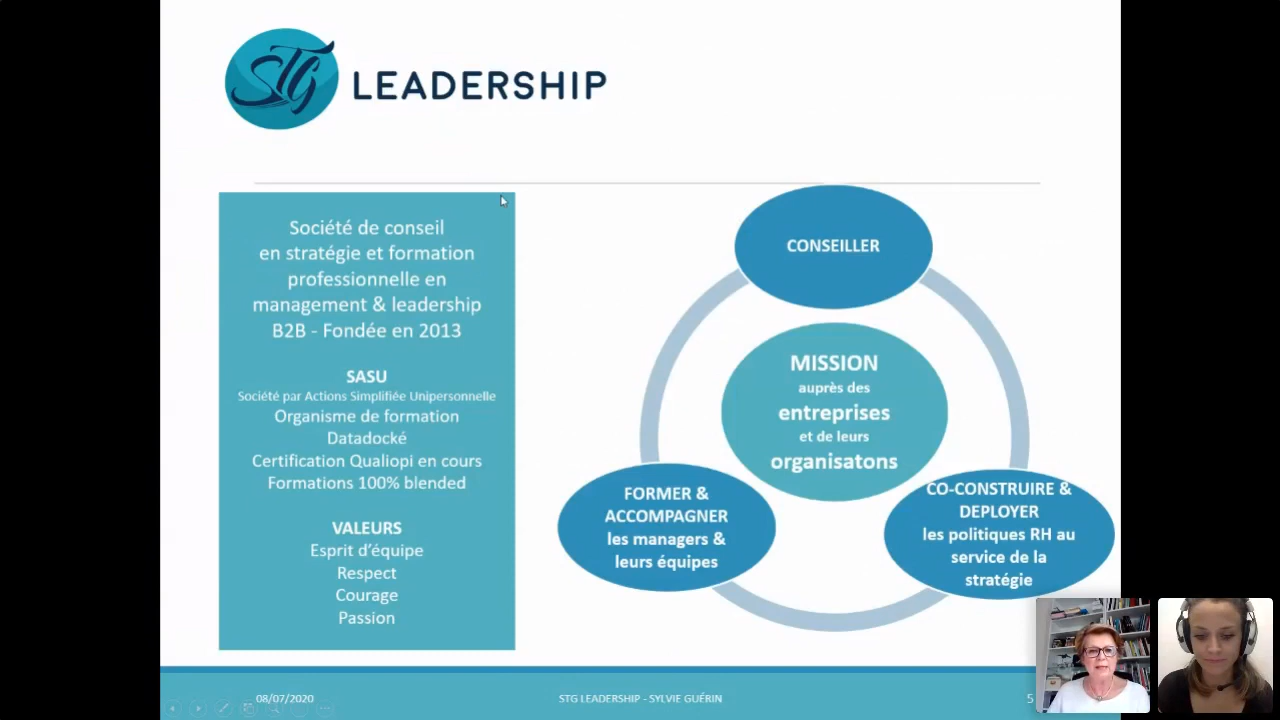 STG LEADERSHIP
Société de conseil
en stratégie et formation
professionnelle en
management & leadership
B2B - Fondée en 2013
SASU
Société par Actions Simplifiée Unipersonnelle
Organisme de formation
Datadocké
Certification Qualiopi en cours
Formations 100% blended
VALEURS
Esprit d'équipe
Respect
Courage
Passion
CONSEILLER
MISSION
auprès des
entreprises
et de leurs
organisatons
FORMER &
ACCOMPAGNER
les managers &
leurs équipes
CO-CONSTRUIRE &
DEPLOYER
les politiques RH au
service de la
stratégie
08/07/2020
STG LEADERSHIP - SYLVIE GUÉRIN
5